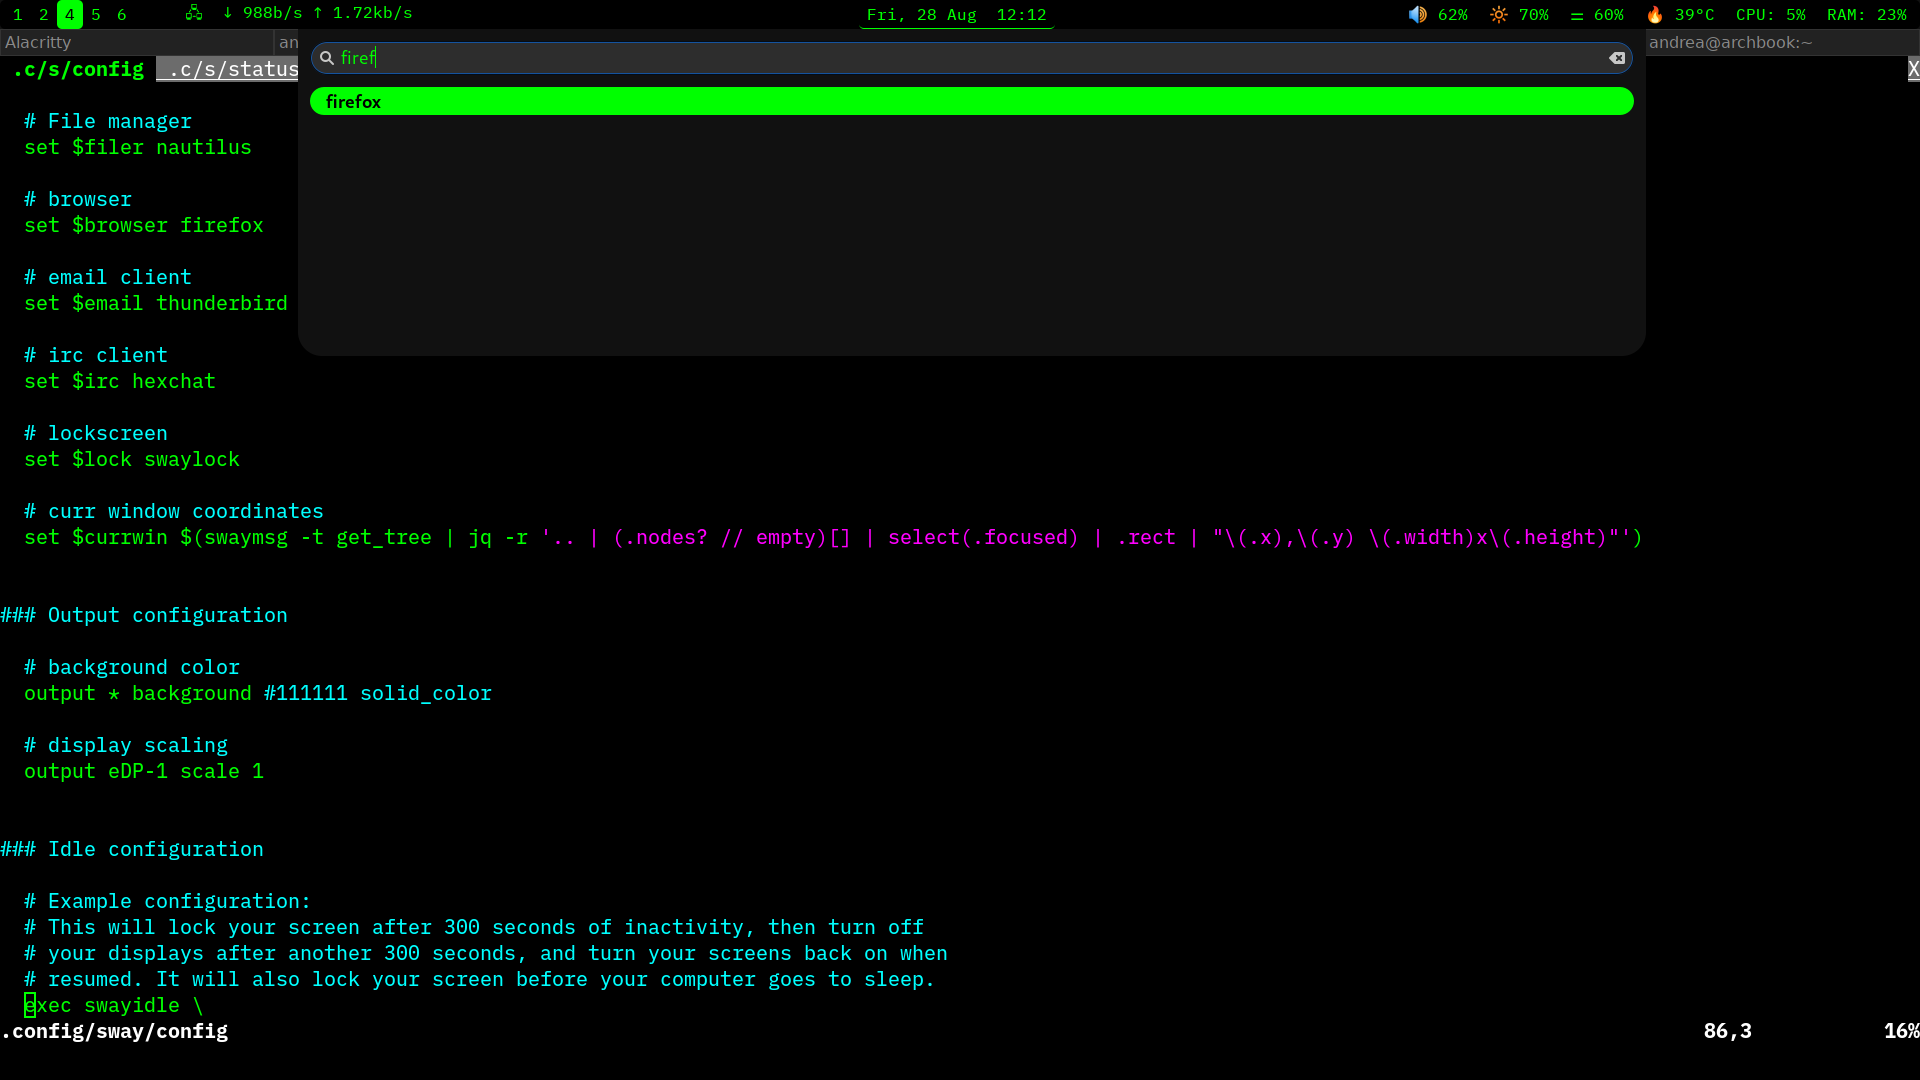 1 2 4 5 6 ↓ 988b/s ↑ 1.72kb/s Fri, 28 Aug 12:12 62% 70% 60% 39°C CPU: 5% RAM: 23%
Alacritty an andrea@archbook:~
firef
.c/s/config .c/s/status X
firefox
# File manager
set $filer nautilus
# browser
set $browser firefox
# email client
set $email thunderbird
# irc client
set $irc hexchat
# lockscreen
set $lock swaylock
# curr window coordinates
set $currwin $(swaymsg -t get_tree | jq -r '.. | (.nodes? // empty)[] | select(.focused) | .rect | "\(.x),\(.y) \(.width)x\(.height)"')
### Output configuration
# background color
output * background #111111 solid_color
# display scaling
output eDP-1 scale 1
### Idle configuration
# Example configuration:
# This will lock your screen after 300 seconds of inactivity, then turn off
# your displays after another 300 seconds, and turn your screens back on when
# resumed. It will also lock your screen before your computer goes to sleep.
exec swayidle \
.config/sway/config 86,3 16%